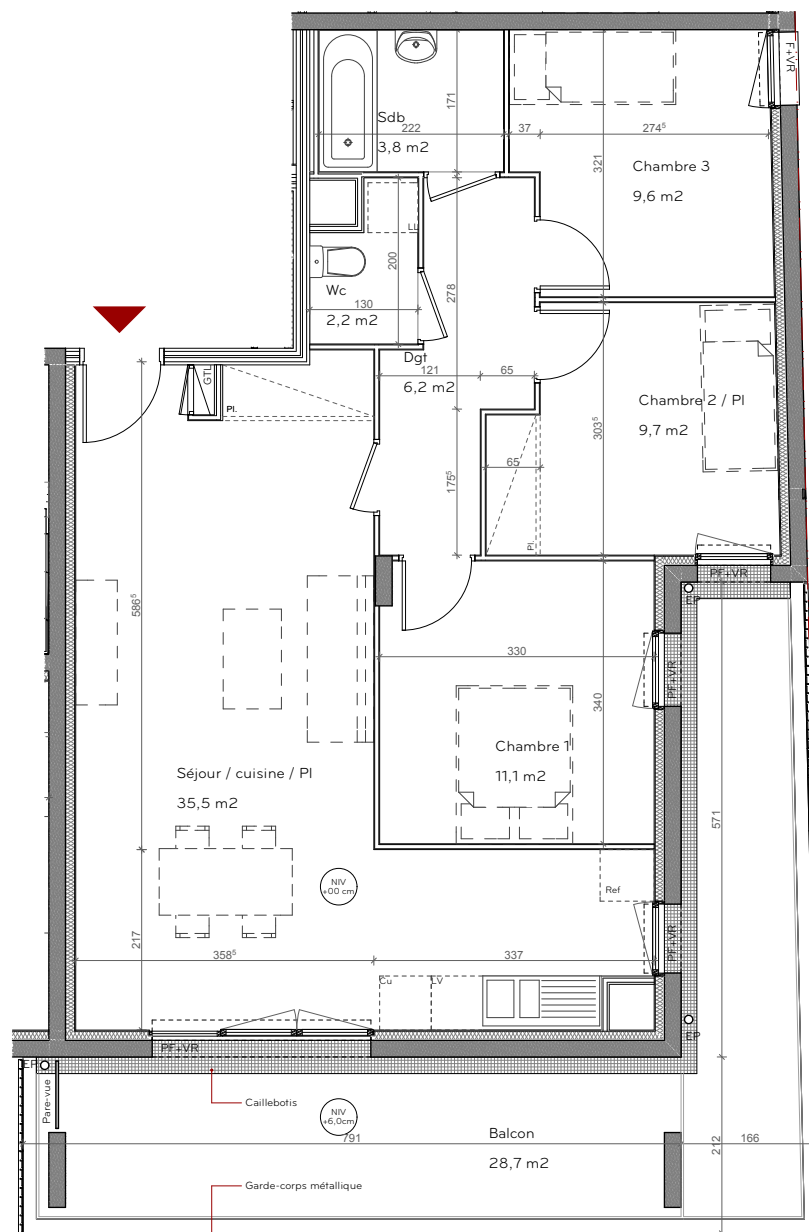 F+VR
171
Sdb
222
3,8 m2
37
274⁵
321
Chambre 3
9,6 m2
LL
200
Wc
130
2,2 m2
278
Dgt
6,2 m2
121
65
GTL
Pl.
Chambre 2 / Pl
9,7 m2
303⁵
65
175⁵
Pl.
PF+VR
EP
586⁵
330
PF+VR
340
Chambre 1
11,1 m2
Séjour / cuisine / Pl
35,5 m2
571
NIV
+00 cm
Ref
217
358⁵
337
PF+VR
Cu
LV
EP
PF+VR
EP
Pare-vue
Caillebotis
NIV
+6,0cm
791
Balcon
28,7 m2
212
166
Garde-corps métallique